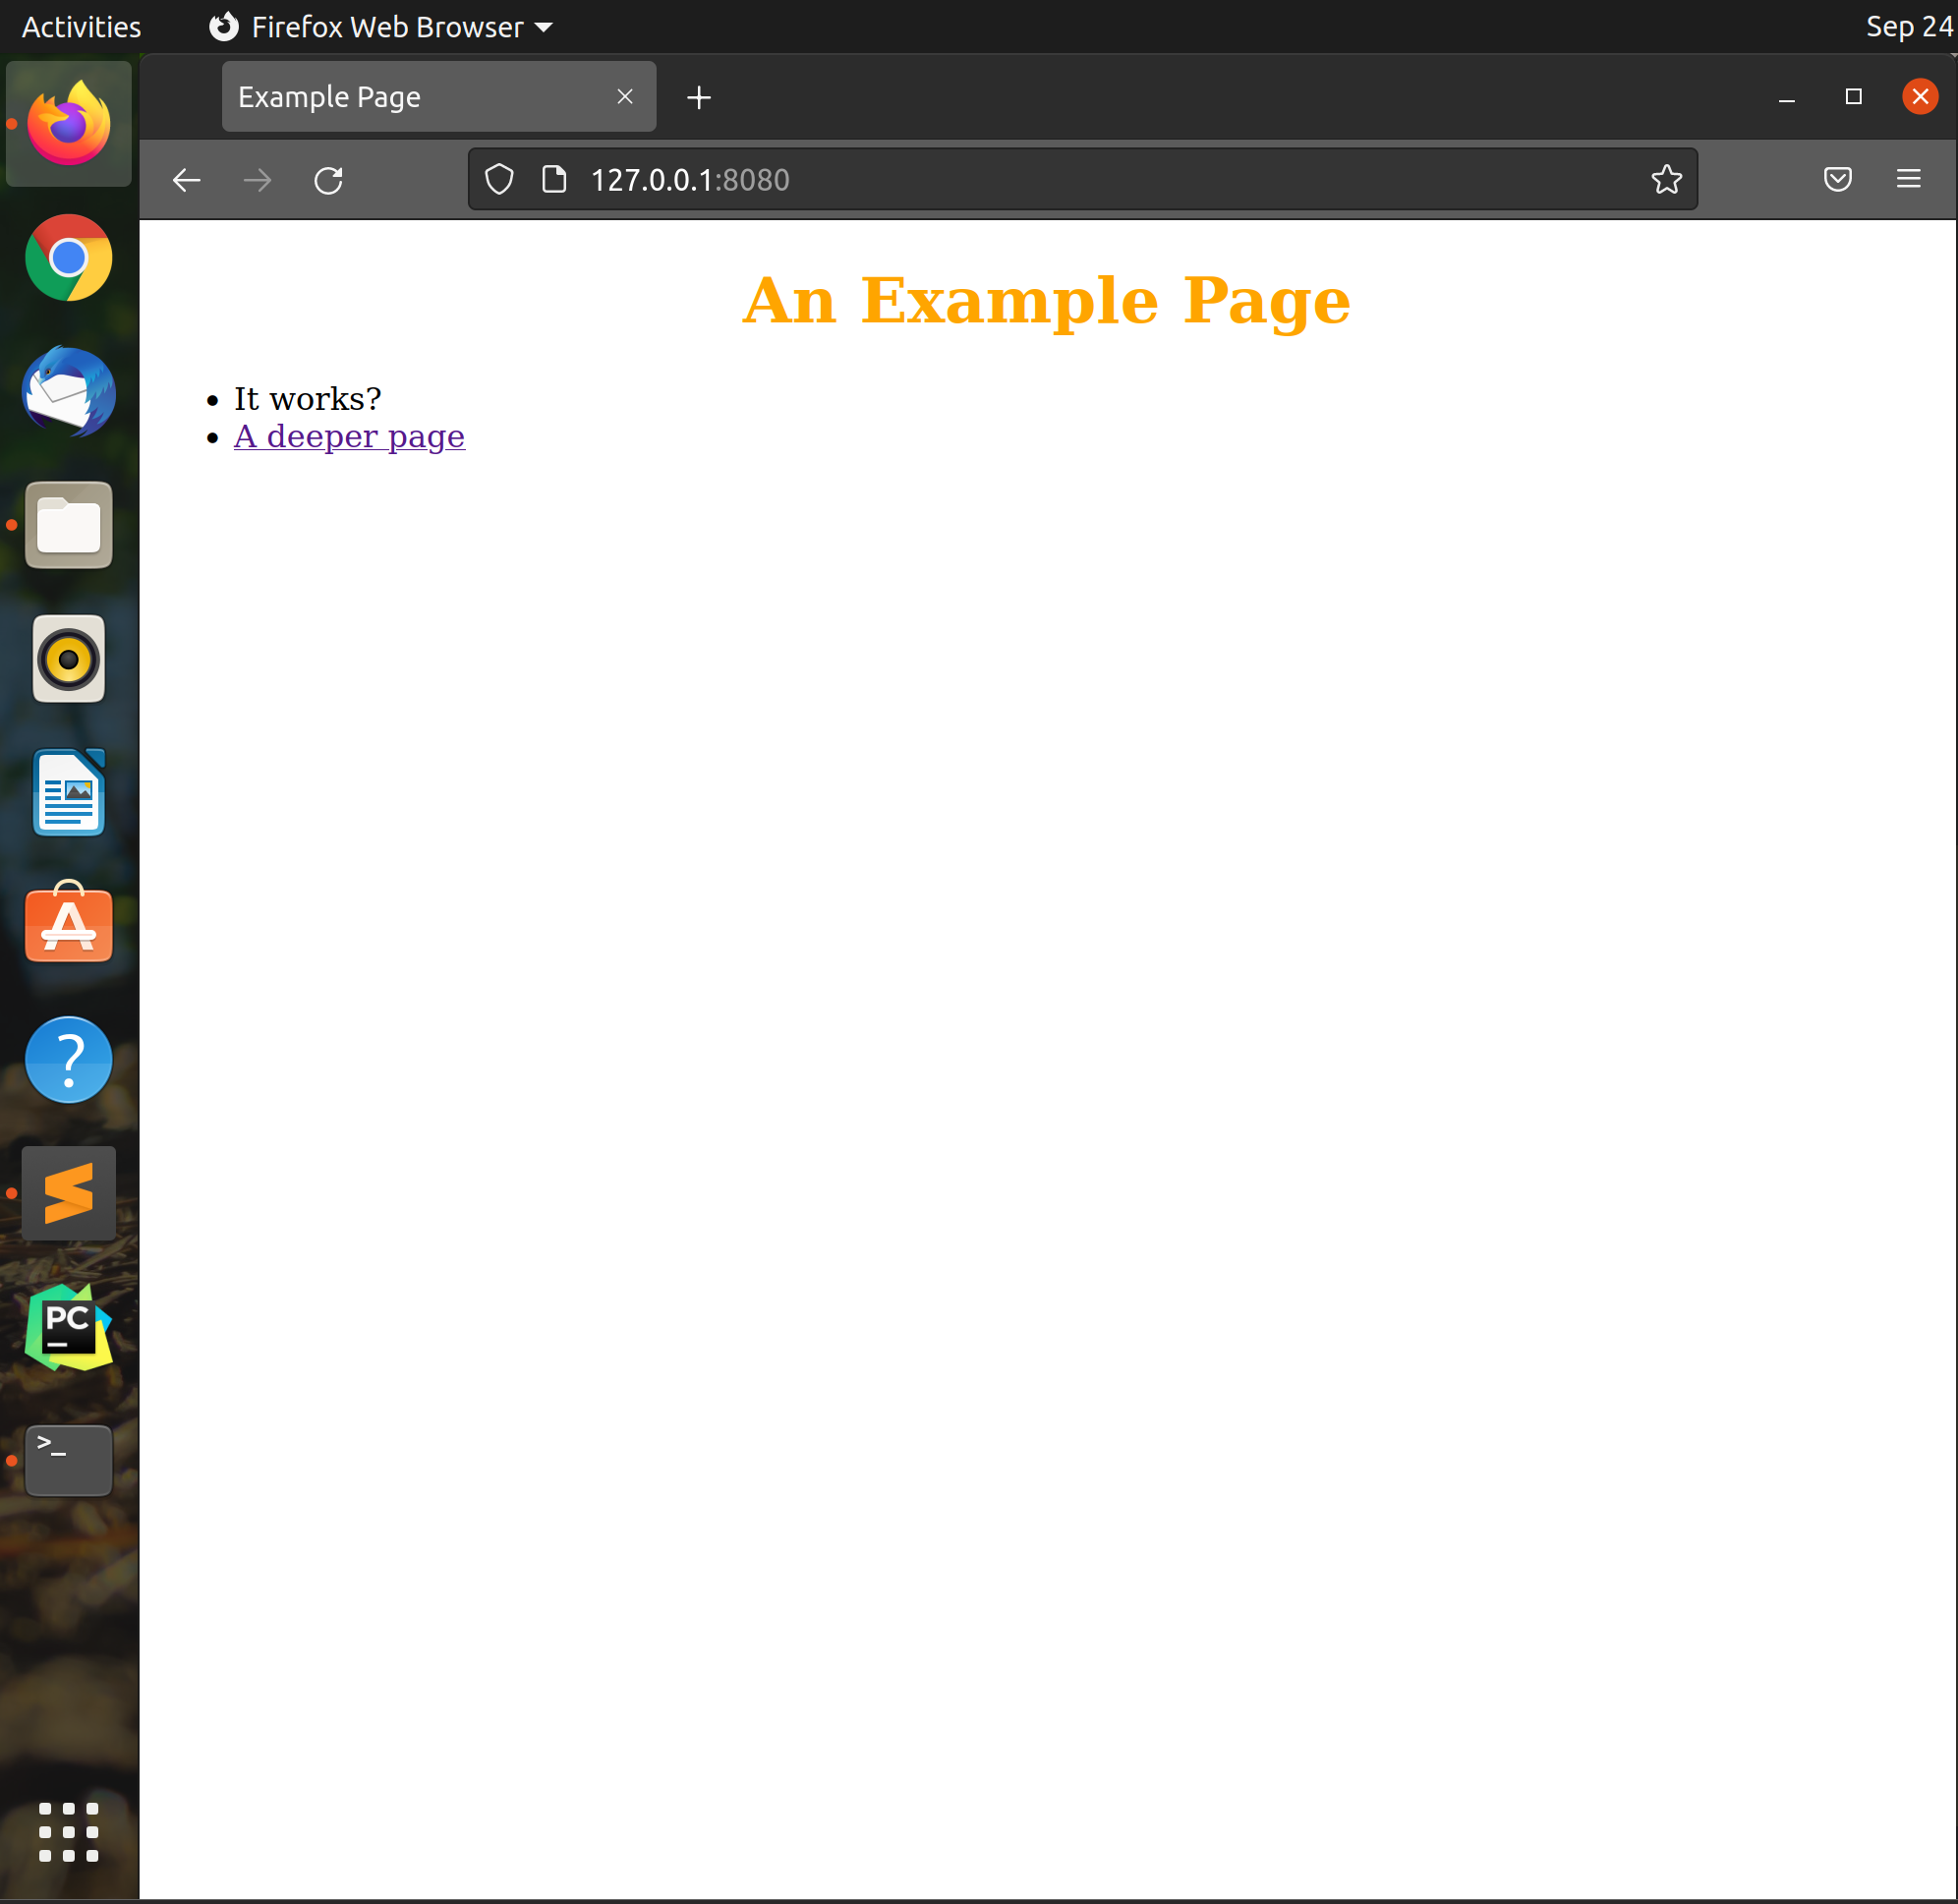 Activities
Firefox Web Browser
Sep 24
Example Page
127.0.0.1:8080
An Example Page
It works?
A deeper page
A
?
PC
>_